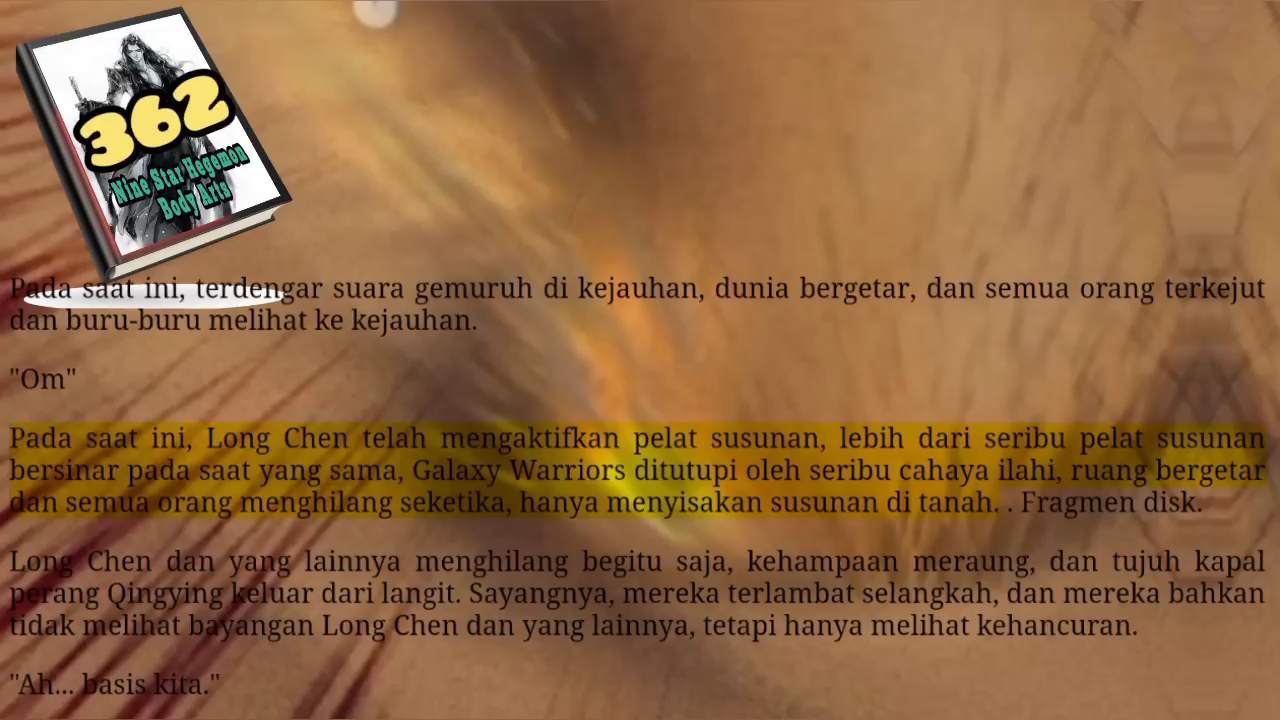 362
Nine Star Hegemon
Body Arts
Pada saat ini, terdengar suara gemuruh di kejauhan, dunia bergetar, dan semua orang terkejut
dan buru-buru melihat ke kejauhan.
"Om"
Pada saat ini, Long Chen telah mengaktifkan pelat susunan, lebih dari seribu pelat susunan
bersinar pada saat yang sama, Galaxy Warriors ditutupi oleh seribu cahaya ilahi, ruang bergetar
dan semua orang menghilang seketika, hanya menyisakan susunan di tanah. . Fragmen disk.
Long Chen dan yang lainnya menghilang begitu saja, kehampaan meraung, dan tujuh kapal
perang Qingying keluar dari langit. Sayangnya, mereka terlambat selangkah, dan mereka bahkan
tidak melihat bayangan Long Chen dan yang lainnya, tetapi hanya melihat kehancuran.
"Ah... basis kita."